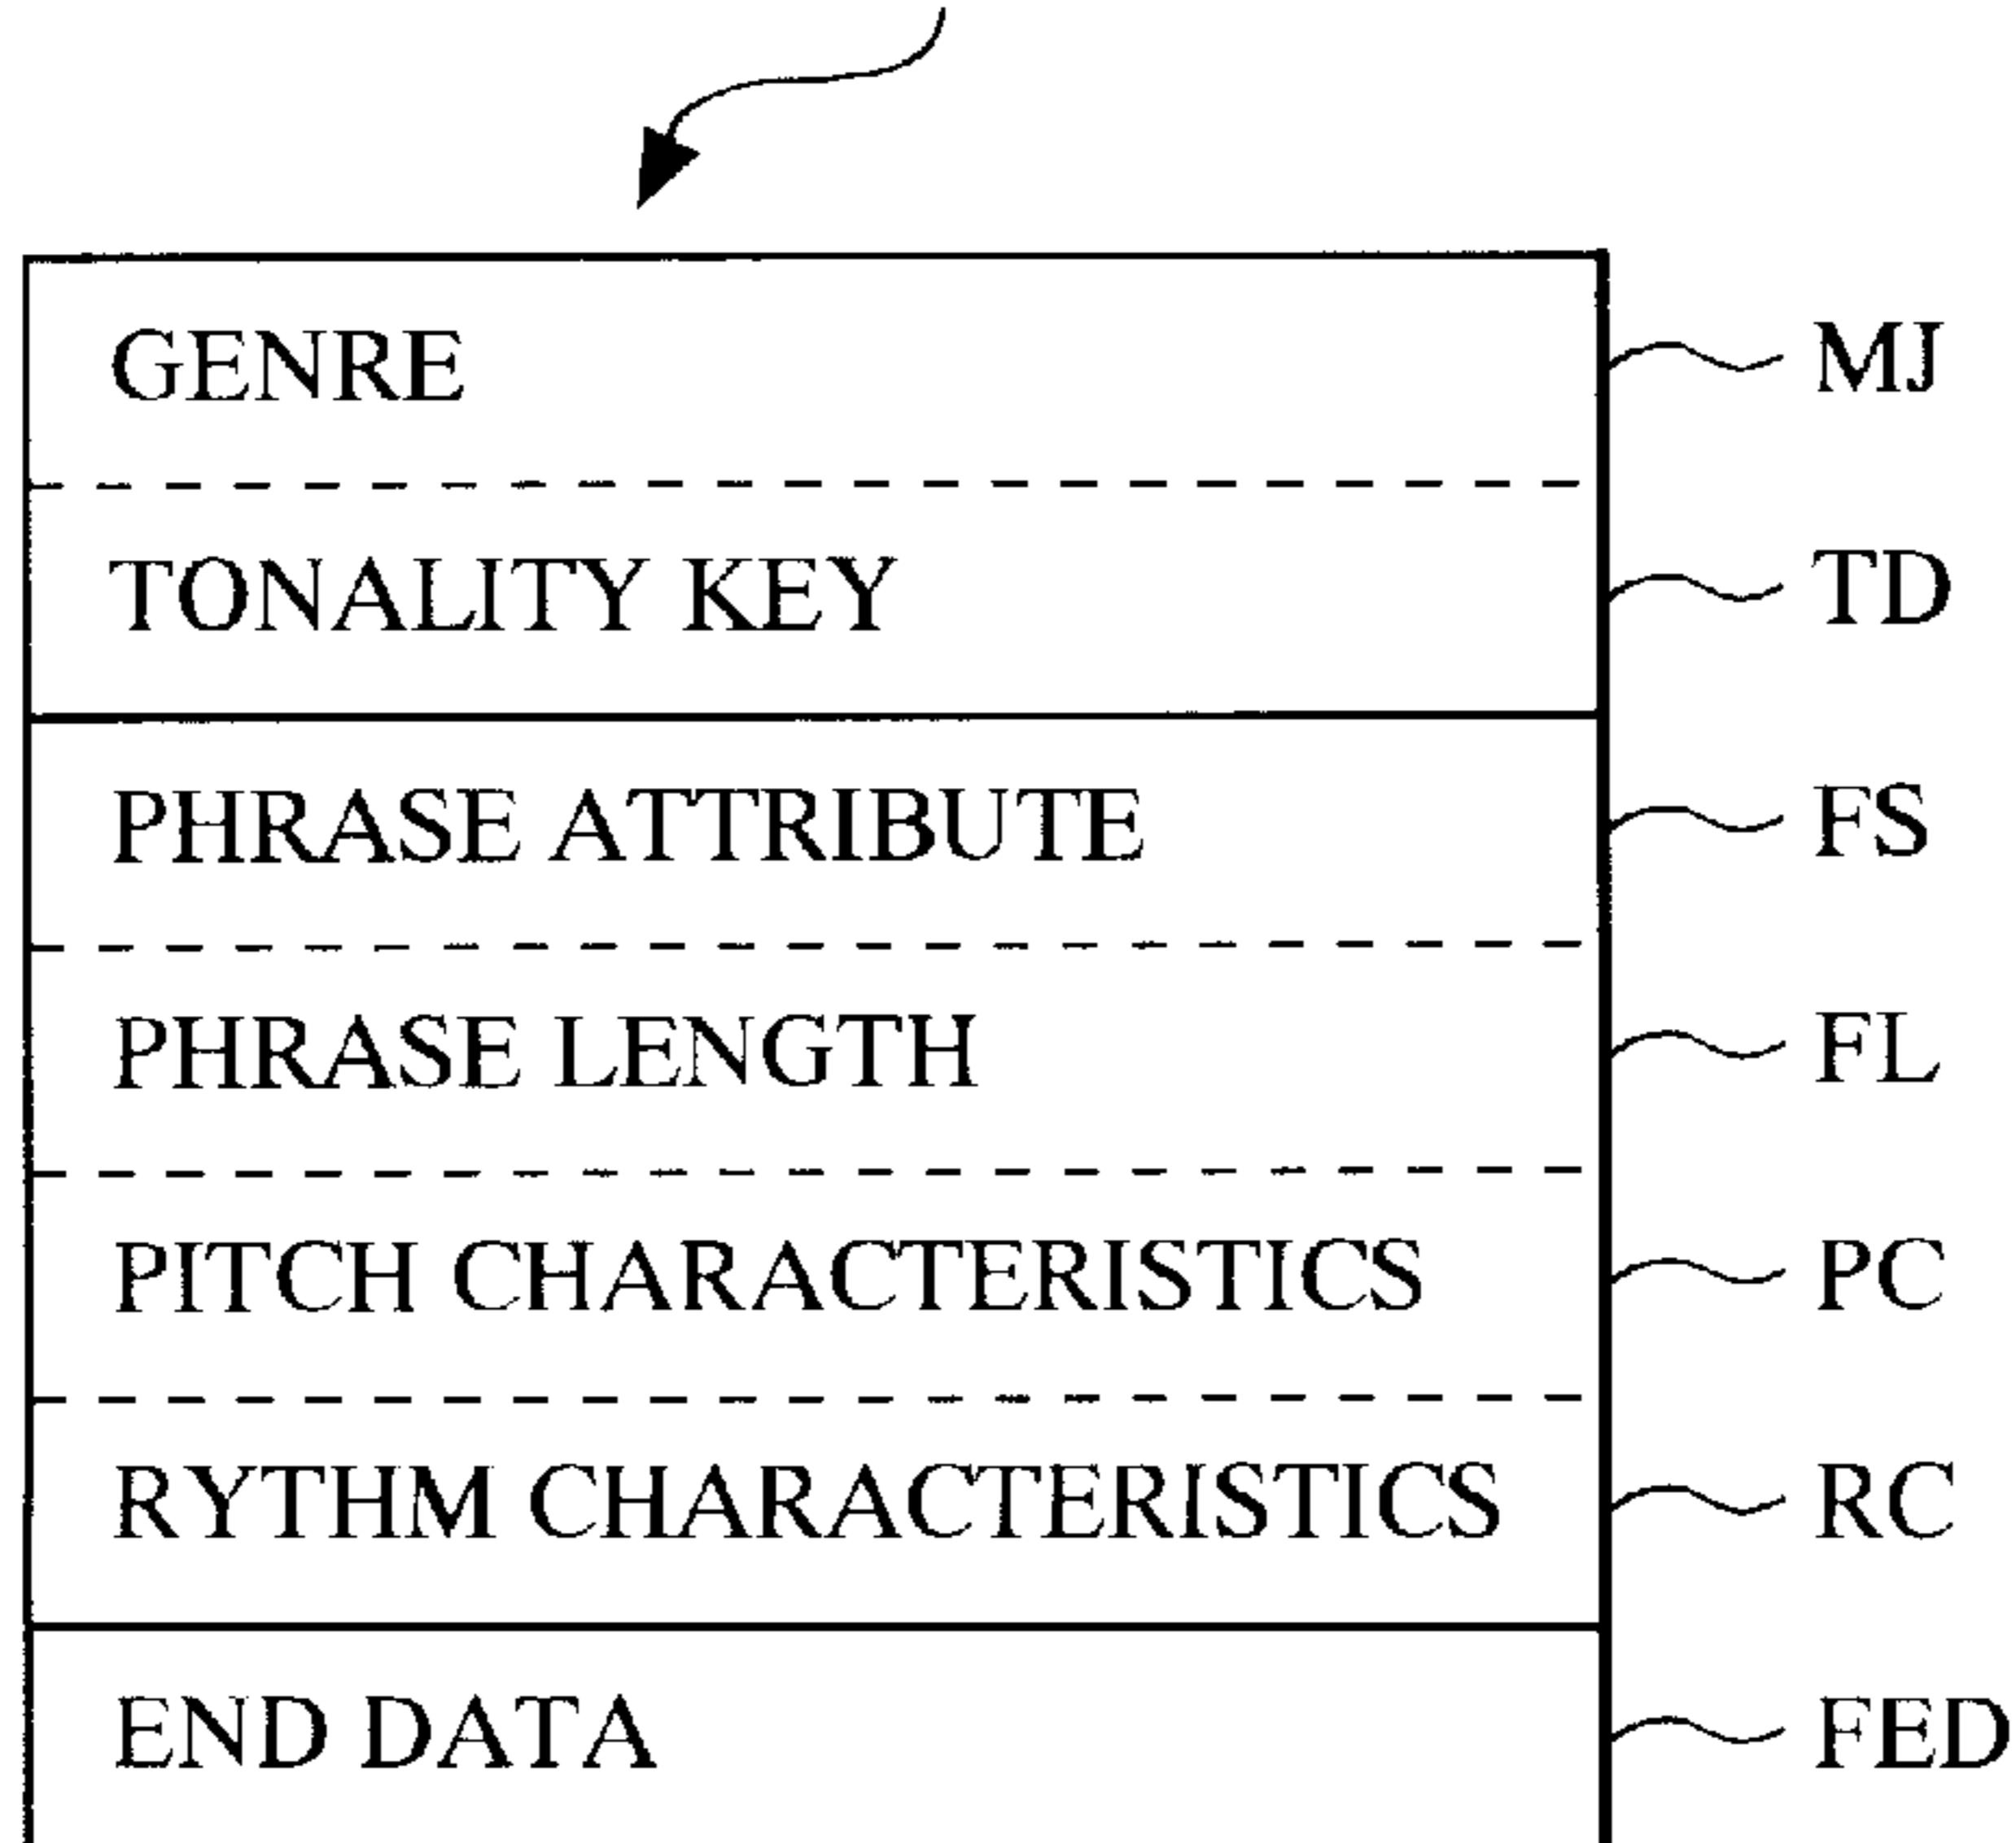 GENRE MJ
TONALITY KEY TD
PHRASE ATTRIBUTE FS
PHRASE LENGTH FL
PITCH CHARACTERISTICS PC
RYTHM CHARACTERISTICS RC
END DATA FED